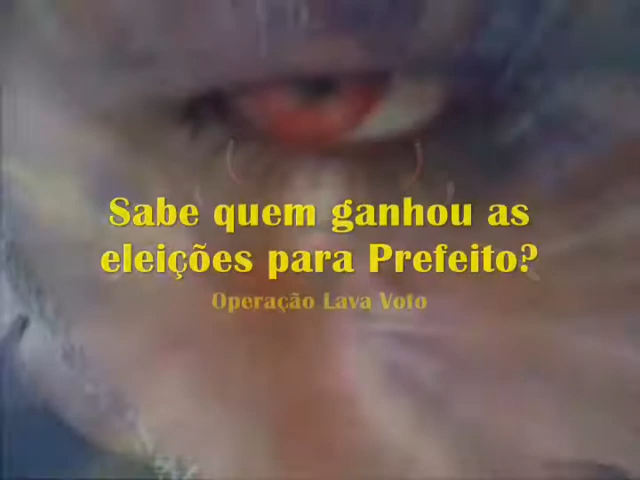 Sabe quem ganhou as
eleições para Prefeito?
Operação Lava Voto